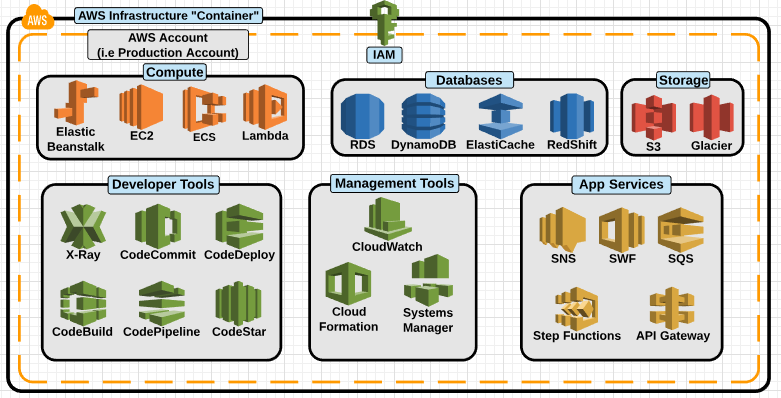 AWS
AWS Infrastructure "Container"
AWS Account
(i.e Production Account)
IAM
Compute
Elastic
Beanstalk
EC2
ECS
Lambda
Databases
RDS
DynamoDB
ElastiCache
RedShift
Storage
S3
Glacier
Developer Tools
X-Ray
CodeCommit
CodeDeploy
CodeBuild
CodePipeline
CodeStar
Management Tools
CloudWatch
Cloud
Formation
Systems
Manager
App Services
SNS
SWF
SQS
Step Functions
API Gateway